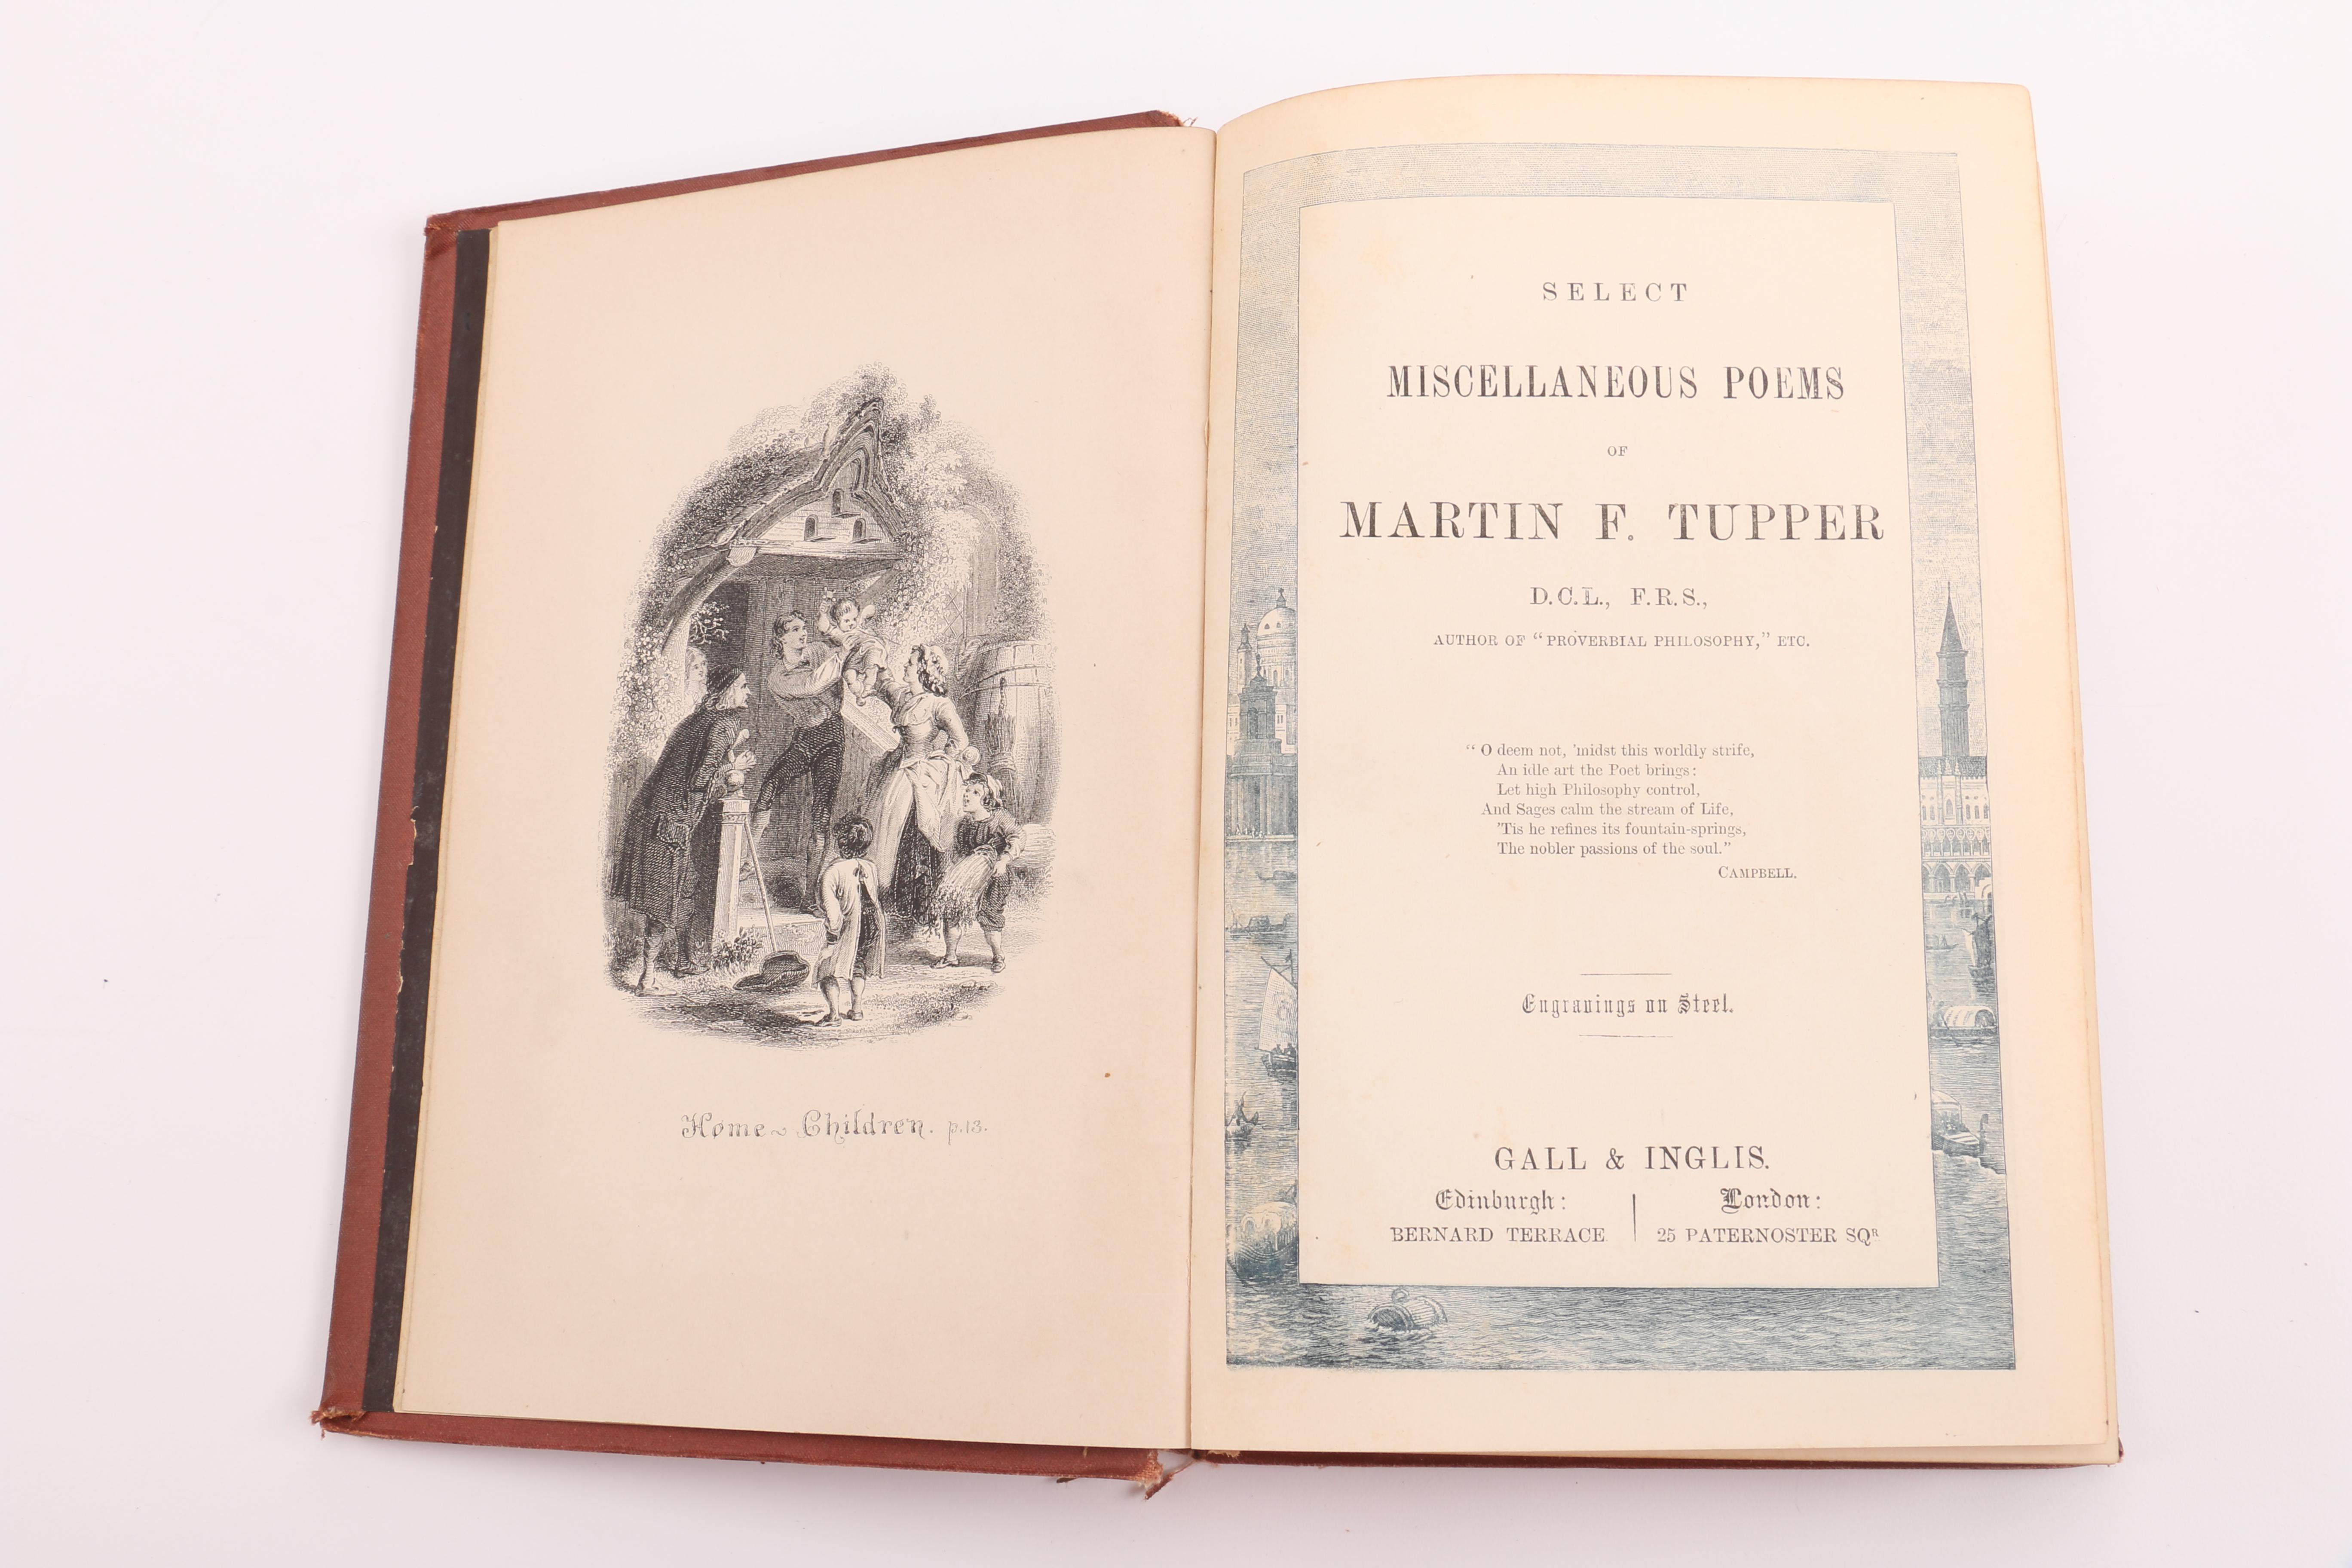 Home ~ Children. p.13.
SELECT
MISCELLANEOUS POEMS
OF
MARTIN F. TUPPER
D.C.L., F.R.S.,
AUTHOR OF “PROVERBIAL PHILOSOPHY,” ETC.
“ O deem not, ’midst this worldly strife,
An idle art the Poet brings:
Let high Philosophy control,
And Sages calm the stream of Life,
’Tis he refines its fountain-springs,
The nobler passions of the soul.”
CAMPBELL.
Engravings on Steel.
GALL & INGLIS.
Edinburgh: | London:
BERNARD TERRACE | 25 PATERNOSTER SQR